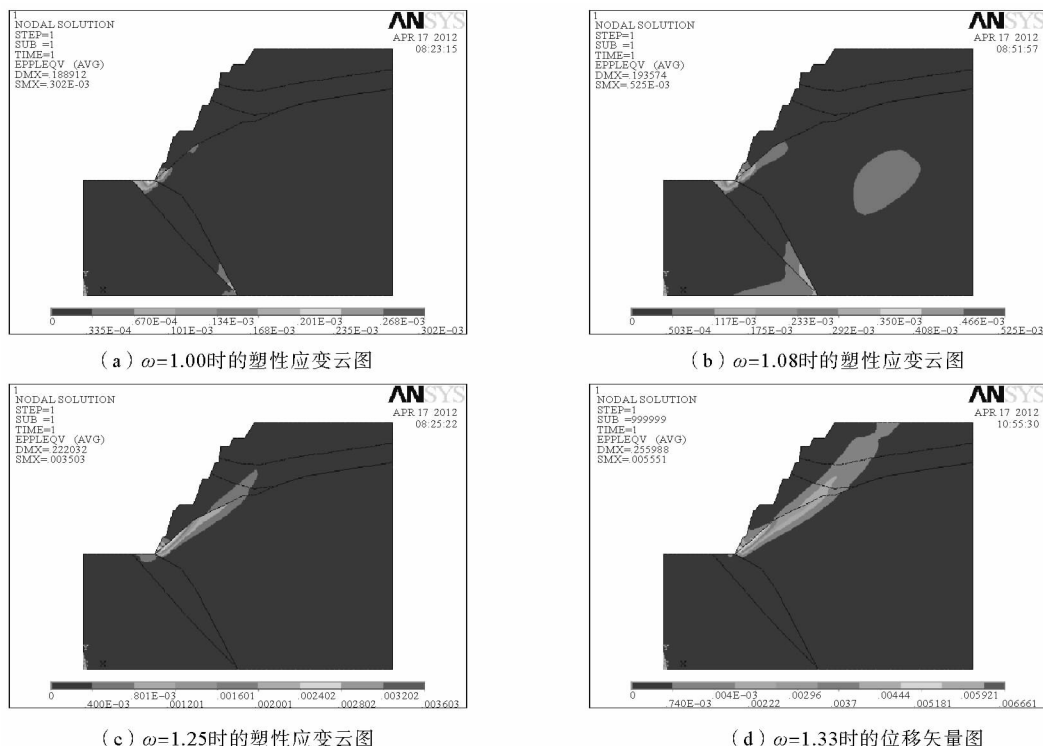 1
NODAL SOLUTION
STEP=1
SUB =1
TIME=1
EPPLEQV (AVG)
DMX=.188912
SMX=.302E-03
ANSYS
APR 17 2012
08:23:15
Y
X
0
.335E-04
.670E-04
.101E-03
.134E-03
.168E-03
.201E-03
.235E-03
.268E-03
.302E-03
(a) ω=1.00时的塑性应变云图
1
NODAL SOLUTION
STEP=1
SUB =1
TIME=1
EPPLEQV (AVG)
DMX=.193574
SMX=.525E-03
ANSYS
APR 17 2012
08:51:57
Y
X
0
.503E-04
.117E-03
.175E-03
.233E-03
.292E-03
.350E-03
.408E-03
.466E-03
.525E-03
(b) ω=1.08时的塑性应变云图
1
NODAL SOLUTION
STEP=1
SUB =1
TIME=1
EPPLEQV (AVG)
DMX=.222032
SMX=.003503
ANSYS
APR 17 2012
08:25:22
Y
X
0
.400E-03
.801E-03
.001201
.001601
.002001
.002402
.002802
.003202
.003603
(c) ω=1.25时的塑性应变云图
1
NODAL SOLUTION
STEP=1
SUB =999999
TIME=1
EPPLEQV (AVG)
DMX=.255988
SMX=.005551
ANSYS
APR 17 2012
10:55:30
Y
X
0
.740E-03
.004E-03
.00222
.00296
.0037
.00444
.005181
.005921
.006661
(d) ω=1.33时的位移矢量图